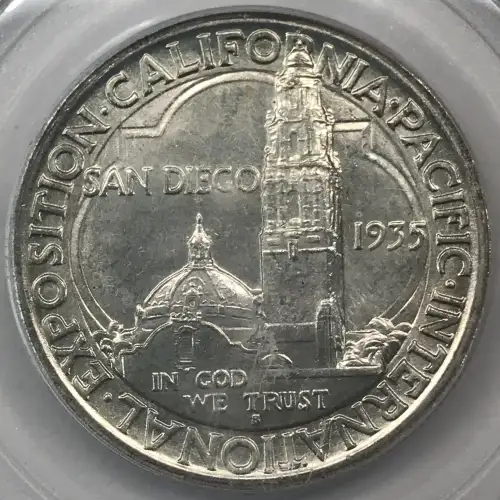 CALIFORNIA · PACIFIC · INTERNATIONAL · EXPOSITION ·
SAN DIEGO
1935
IN GOD
WE TRUST
S